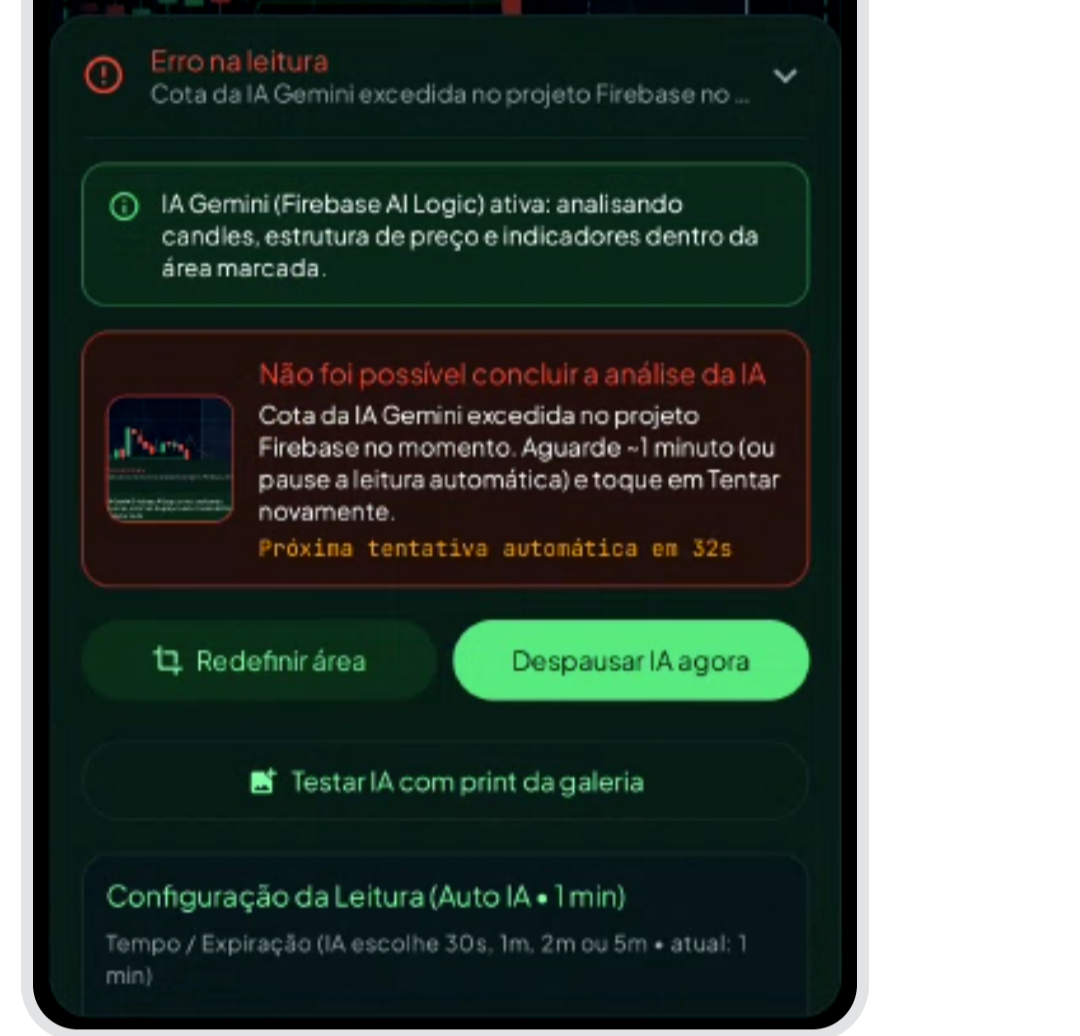 Erro na leitura
Cota da IA Gemini excedida no projeto Firebase no ...
IA Gemini (Firebase AI Logic) ativa: analisando
candles, estrutura de preço e indicadores dentro da
área marcada.
Não foi possível concluir a análise da IA
Cota da IA Gemini excedida no projeto
Firebase no momento. Aguarde ~1 minuto (ou
pause a leitura automática) e toque em Tentar
novamente.
Próxima tentativa automática em 32s
Redefinir área
Despausar IA agora
Testar IA com print da galeria
Configuração da Leitura (Auto IA • 1 min)
Tempo / Expiração (IA escolhe 30s, 1m, 2m ou 5m • atual: 1
min)